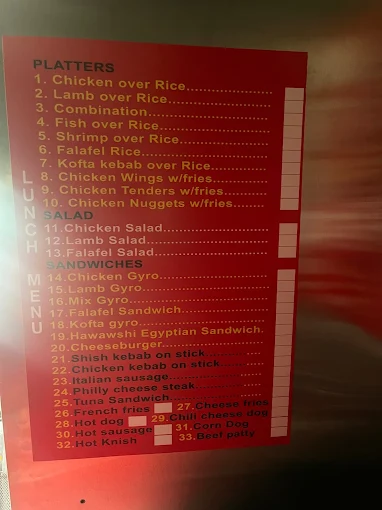 PLATTERS
1. Chicken over Rice....................
2. Lamb over Rice.......................
3. Combination..........................
4. Fish over Rice.......................
5. Shrimp over Rice.....................
6. Falafel Rice.........................
7. Kofta kebab over Rice................
8. Chicken Wings w/fries................
9. Chicken Tenders w/fries..............
10. Chicken Nuggets w/fries........
SALAD
11.Chicken Salad........................
12.Lamb Salad...........................
13.Falafel Salad........................
SANDWICHES
14.Chicken Gyro.........................
15.Lamb Gyro............................
16.Mix Gyro.............................
17.Falafel Sandwich.....................
18.Kofta gyro...........................
19.Hawawshi Egyptian Sandwich.
20.Cheeseburger.........................
21.Shish kebab on stick.............
22.Chicken kebab on stick...........
23.Italian sausage..................
24.Philly cheese steak..............
25.Tuna Sandwich....................
26.French fries 27.Cheese fries
28.Hot dog 29.Chili cheese dog
30.Hot sausage 31.Corn Dog
32.Hot Knish 33.Beef patty
LUNCH MENU